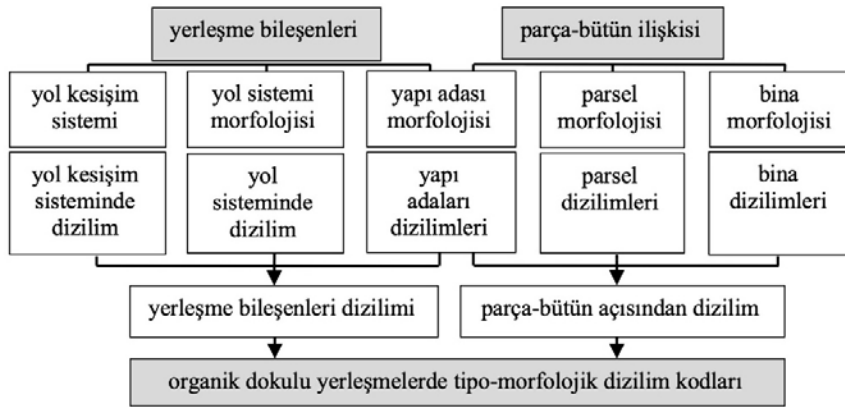 yerleşme bileşenleri
parça-bütün ilişkisi
yol kesişim
sistemi
yol sistemi
morfolojisi
yapı adası
morfolojisi
parsel
morfolojisi
bina
morfolojisi
yol kesişim
sisteminde
dizilim
yol
sisteminde
dizilim
yapı
adaları
dizilimleri
parsel
dizilimleri
bina
dizilimleri
yerleşme bileşenleri dizilimi
parça-bütün açısından dizilim
organik dokulu yerleşmelerde tipo-morfolojik dizilim kodları